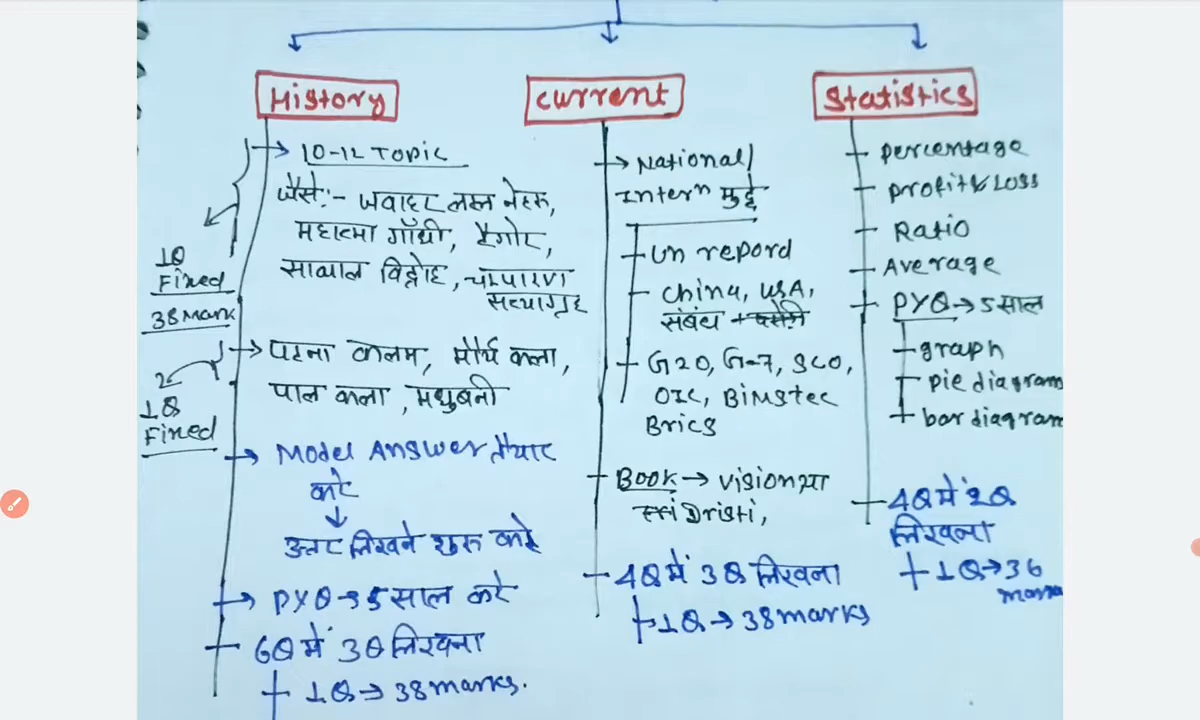 History
10-12 Topic
जैसे:- जवाहर लाल नेहरू,
महात्मा गाँधी, टैगोर,
विद्रोह, चम्पारण
सत्याग्रह
1Q
Fixed
38 Mark
पटना कलम, मौर्य कला,
पाल कला, मधुबनी
2
1Q
Fixed
Model Answer तैयार
करे
उत्तर लिखने शुरू करे
PYQ → 5 साल करे
6Q में 3Q लिखना
1Q → 38 marks.
Current
National/
Intern मुद्दे
Un repord
China, USA,
संबंध +
G20, G-7, SCO,
OIC, Bimstec
Brics
Book → vision
Dristi,
4Q में 3Q लिखना
1Q → 38 marks
Statistics
percentage
profit & Loss
Ratio
Average
PYQ → 5 साल
graph
pie diagram
bar diagram
4Q में 2Q
लिखना
1Q → 36